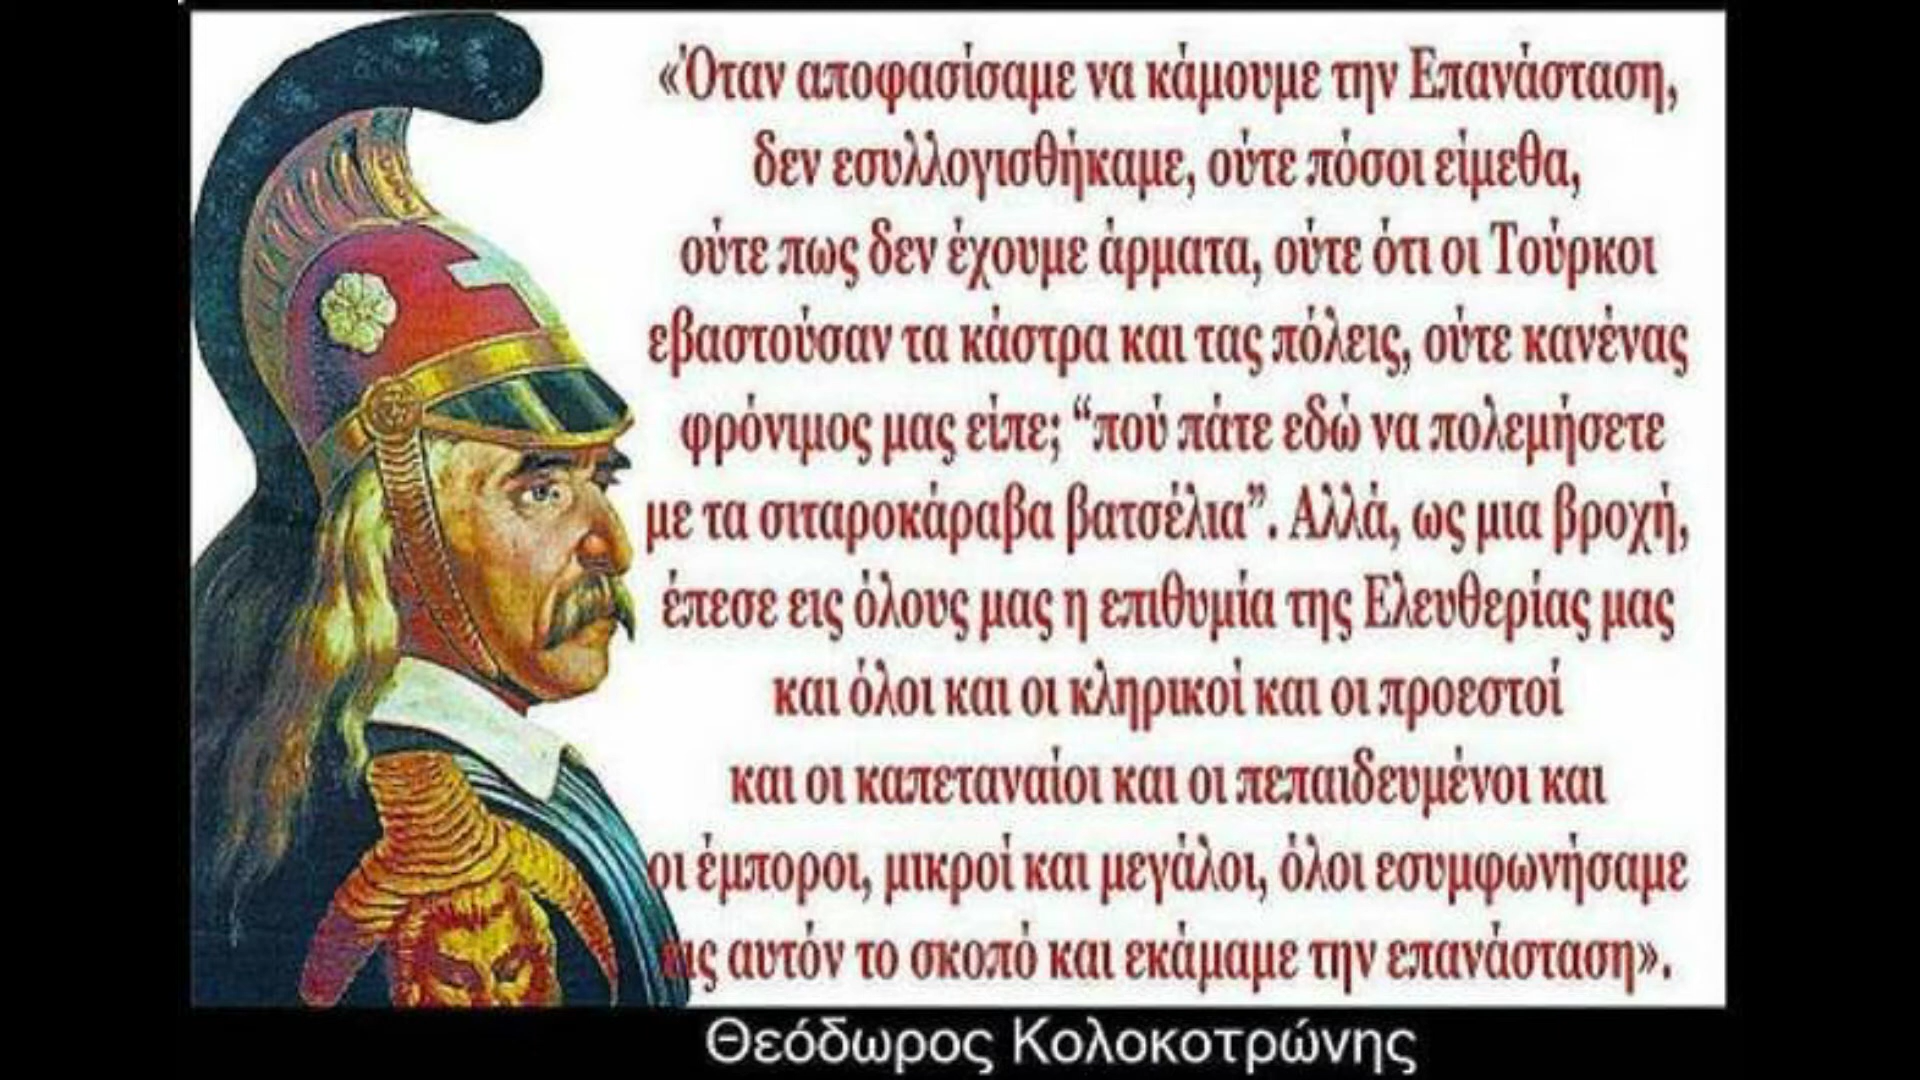 «Όταν αποφασίσαμε να κάμουμε την Επανάσταση,
δεν εσυλλογισθήκαμε, ούτε πόσοι είμεθα,
ούτε πως δεν έχουμε άρματα, ούτε ότι οι Τούρκοι
εβαστούσαν τα κάστρα και τας πόλεις, ούτε κανένας
φρόνιμος μας είπε; “πού πάτε εδώ να πολεμήσετε
με τα σιταροκάραβα βατσέλια”. Αλλά, ως μια βροχή,
έπεσε εις όλους μας η επιθυμία της Ελευθερίας μας
και όλοι και οι κληρικοί και οι προεστοί
και οι καπεταναίοι και οι πεπαιδευμένοι και
οι έμποροι, μικροί και μεγάλοι, όλοι εσυμφωνήσαμε
εις αυτόν το σκοπό και εκάμαμε την επανάσταση».
Θεόδωρος Κολοκοτρώνης